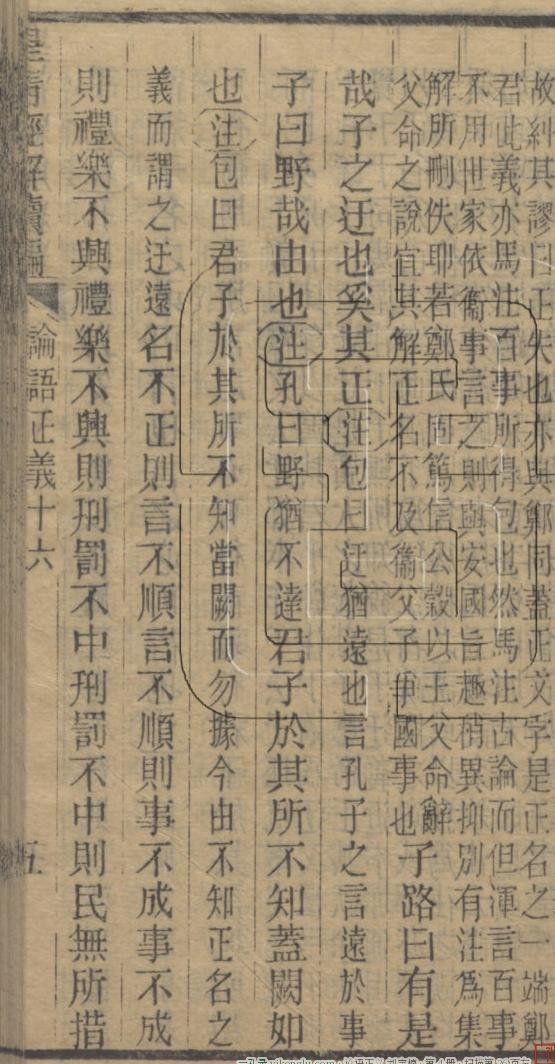 故糾其謬曰正失也亦與鄭同蓋正文字是正名之一端鄭
君此義亦馬注百事所得包也然馬注古論而但渾言百事
不用世家依衞事言之則與安國旨趣稍異抑別有注爲集
解所刪佚耶若鄭氏固篤信公穀以王父命辭
父命之說宜其解正名不及衞父子爭國事也
子路曰有是
哉子之迂也奚其正注包曰迂猶遠也言孔子之言遠於事
子曰野哉由也注孔曰野猶不達君子於其所不知蓋闕如
也注包曰君子於其所不知當闕而勿據今由不知正名之
義而謂之迂遠名不正則言不順言不順則事不成事不成
則禮樂不興禮樂不興則刑罰不中刑罰不中則民無所措
皇清經解續編
論語正義十六
五